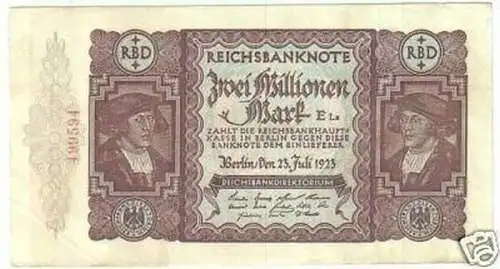 RBD
RBD
REICHSBANKNOTE
Zwei Millionen
Mark
ZAHLT DIE REICHSBANKHAUPT=
KASSE IN BERLIN GEGEN DIESE
BANKNOTE DEM EINLIEFERER
Berlin, den 23. Juli 1923
REICHSBANKDIREKTORIUM
499594